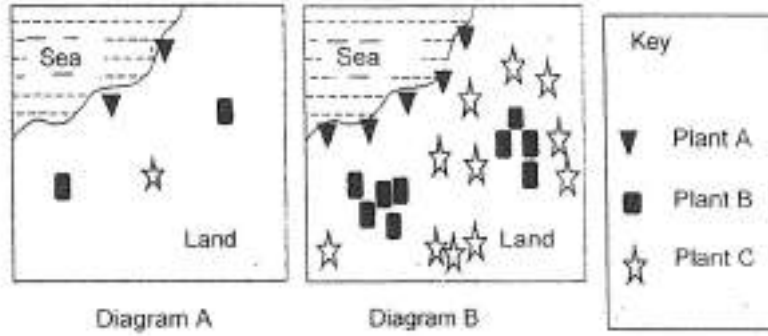 Sea
Land
Diagram A
Sea
Land
Diagram B
Key
Plant A
Plant B
Plant C